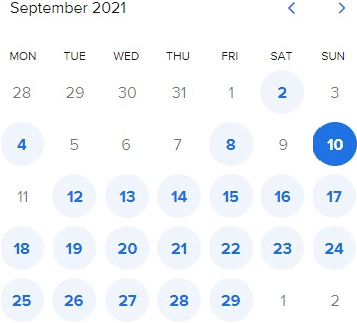 September 2021
MON TUE WED THU FRI SAT SUN
28 29 30 31 1 2 3
4 5 6 7 8 9 10
11 12 13 14 15 16 17
18 19 20 21 22 23 24
25 26 27 28 29 1 2